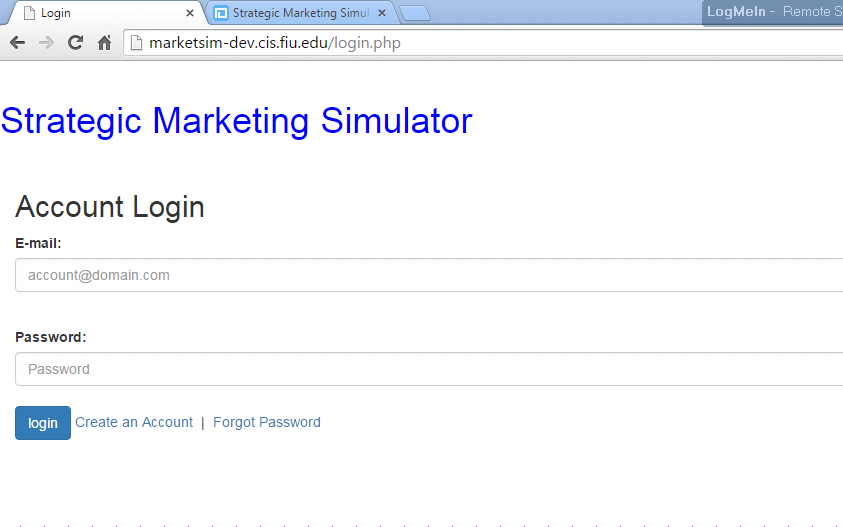 Login
Strategic Marketing Simul
LogMeIn - Remote S
marketsim-dev.cis.fiu.edu/login.php
Strategic Marketing Simulator
Account Login
E-mail:
account@domain.com
Password:
Password
login Create an Account | Forgot Password